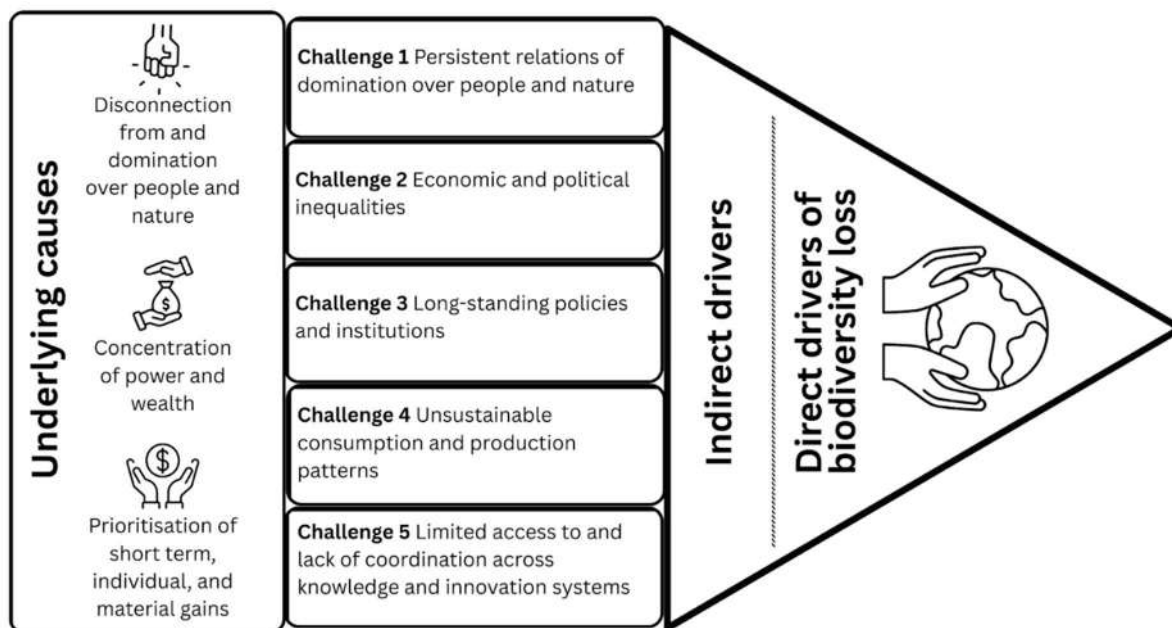 Underlying causes
Disconnection
from and
domination
over people and
nature
$
Concentration
of power and
wealth
$
Prioritisation of
short term,
individual, and
material gains
Challenge 1 Persistent relations of
domination over people and nature
Challenge 2 Economic and political
inequalities
Challenge 3 Long-standing policies
and institutions
Challenge 4 Unsustainable
consumption and production
patterns
Challenge 5 Limited access to and
lack of coordination across
knowledge and innovation systems
Indirect drivers
Direct drivers of
biodiversity loss